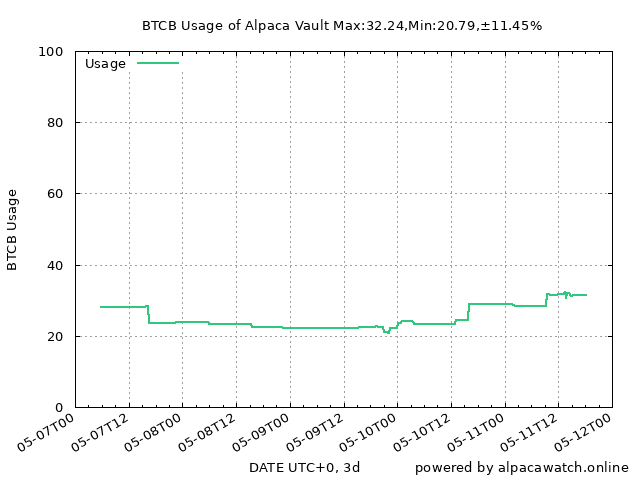 BTCB Usage of Alpaca Vault Max:32.24,Min:20.79,±11.45%
Usage
100
80
60
40
20
0
BTCB Usage
05-07T00
05-07T12
05-08T00
05-08T12
05-09T00
05-09T12
05-10T00
05-10T12
05-11T00
05-11T12
05-12T00
DATE UTC+0, 3d
powered by alpacawatch.online